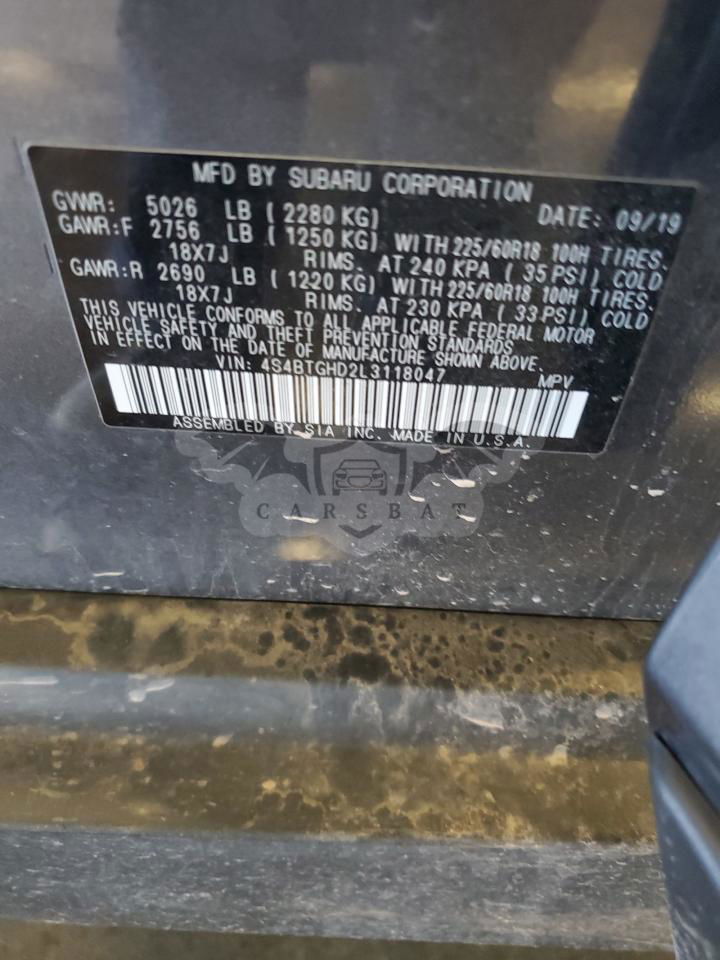 MFD BY SUBARU CORPORATION
GVWR: 5026 LB ( 2280 KG) DATE: 09/19
GAWR:F 2756 LB ( 1250 KG) WITH 225/60R18 100H TIRES.
18X7J RIMS. AT 240 KPA ( 35 PSI) COLD
GAWR:R 2690 LB ( 1220 KG) WITH 225/60R18 100H TIRES.
18X7J RIMS. AT 230 KPA ( 33 PSI) COLD
THIS VEHICLE CONFORMS TO ALL APPLICABLE FEDERAL MOTOR
VEHICLE SAFETY AND THEFT PREVENTION STANDARDS
IN EFFECT ON THE DATE OF MANUFACTURE SHOWN ABOVE.
VIN: 4S4BTGHD2L3118047 MPV
ASSEMBLED BY SIA INC. MADE IN U.S.A.
CARSBAT